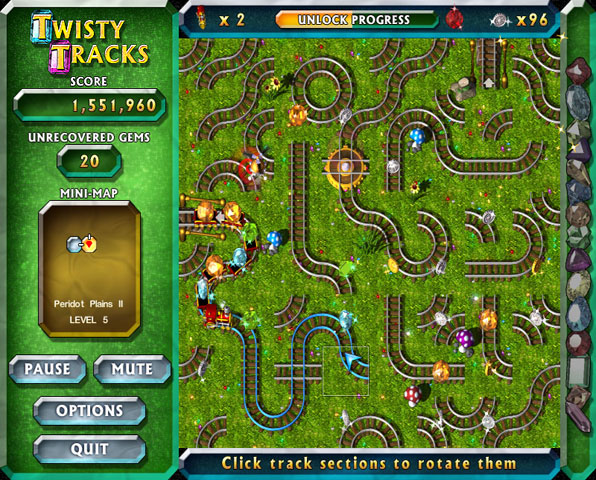 TWISTY
TRACKS
SCORE
1,551,960
UNRECOVERED GEMS
20
MINI-MAP
Peridot Plains II
LEVEL 5
PAUSE
MUTE
OPTIONS
QUIT
x 2
UNLOCK PROGRESS
x96
Click track sections to rotate them